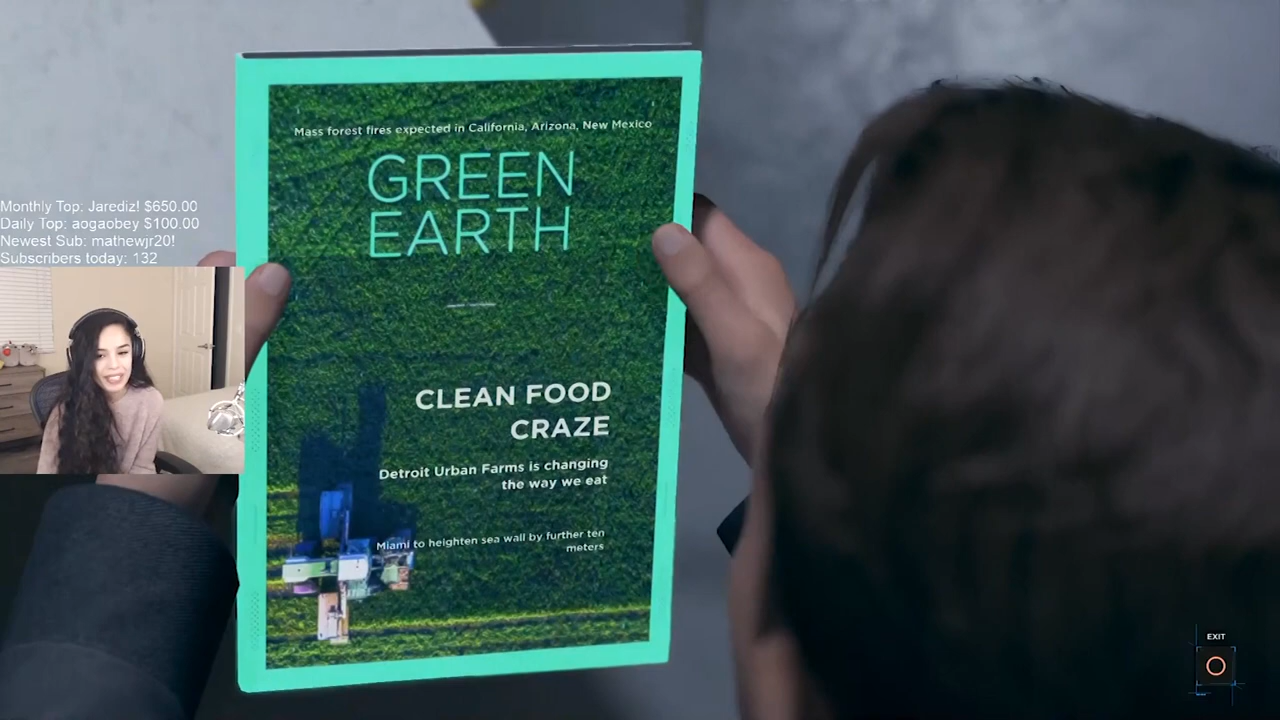 Mass forest fires expected in California, Arizona, New Mexico
GREEN
EARTH
Monthly Top: Jarediz! $650.00
Daily Top: aogaobey $100.00
Newest Sub: mathewjr20!
Subscribers today: 132
CLEAN FOOD
CRAZE
Detroit Urban Farms is changing
the way we eat
Miami to heighten sea wall by further ten
meters
EXIT